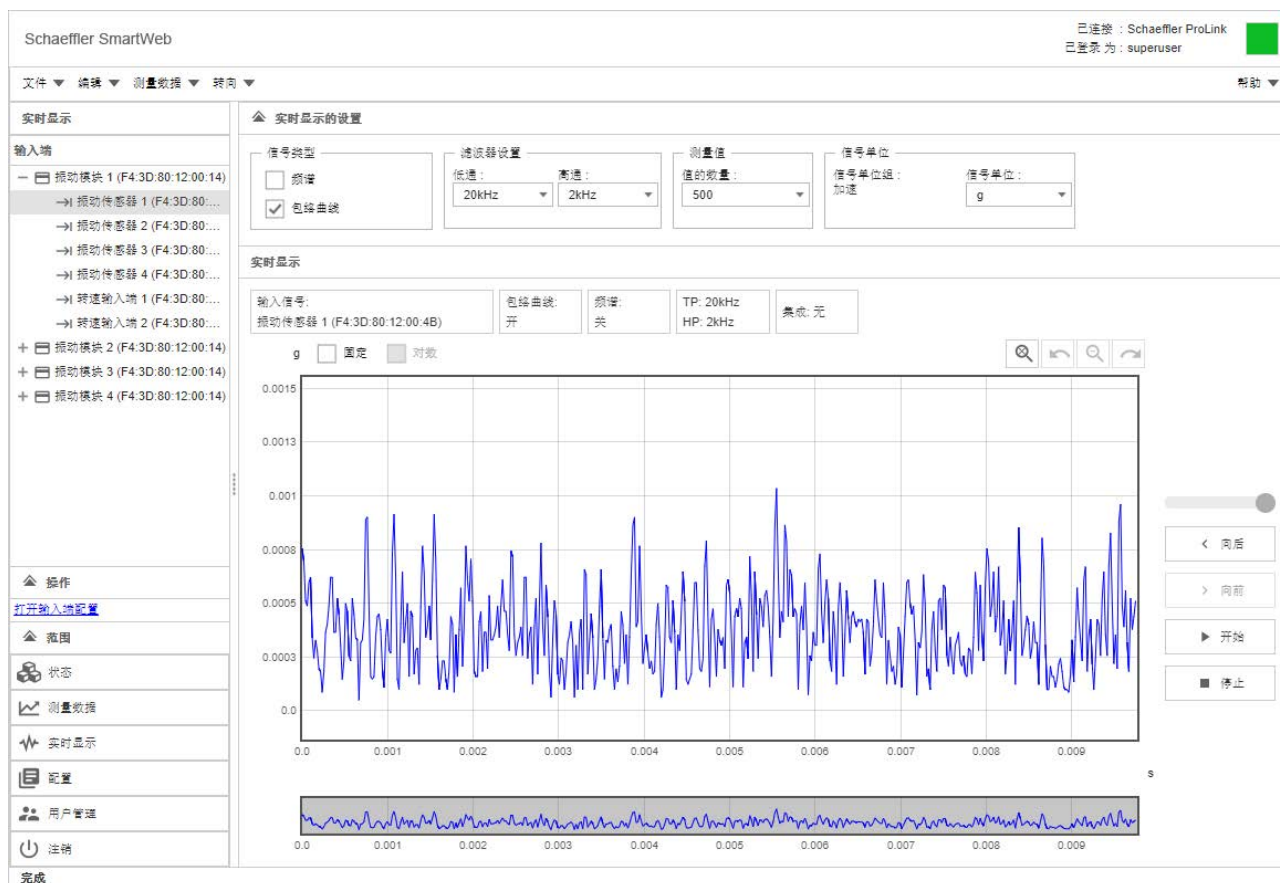 Schaeffler SmartWeb
已连接 : Schaeffler ProLink
已登录 为 : superuser
文件 编辑 测量数据 转向 帮助
实时显示
输入端
振动模块 1 (F4:3D:80:12:00:14)
振动传感器 1 (F4:3D:80:...
振动传感器 2 (F4:3D:80:...
振动传感器 3 (F4:3D:80:...
振动传感器 4 (F4:3D:80:...
转速输入端 1 (F4:3D:80:...
转速输入端 2 (F4:3D:80:...
振动模块 2 (F4:3D:80:12:00:14)
振动模块 3 (F4:3D:80:12:00:14)
振动模块 4 (F4:3D:80:12:00:14)
操作
打开输入端配置
范围
状态
测量数据
实时显示
配置
用户管理
注销
实时显示的设置
信号类型
频谱
包络曲线
滤波器设置
低通 : 高通 :
20kHz 2kHz
测量值
值的数量 :
500
信号单位
信号单位组 : 信号单位 :
加速 g
实时显示
输入信号:
振动传感器 1 (F4:3D:80:12:00:4B)
包络曲线:
开
频谱:
关
TP: 20kHz
HP: 2kHz
集成: 无
g 固定 对数
0.0015
0.0013
0.001
0.0008
0.0005
0.0003
0.0
0.0 0.001 0.002 0.003 0.004 0.005 0.006 0.007 0.008 0.009
s
0.0 0.001 0.002 0.003 0.004 0.005 0.006 0.007 0.008 0.009
向后
向前
开始
停止
完成